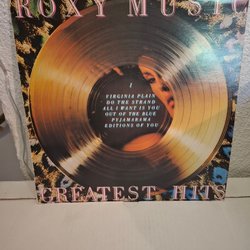 ROXY MUSIC
1
VIRGINIA PLAIN
DO THE STRAND
ALL I WANT IS YOU
OUT OF THE BLUE
PYJAMARAMA
EDITIONS OF YOU
GREATEST HITS